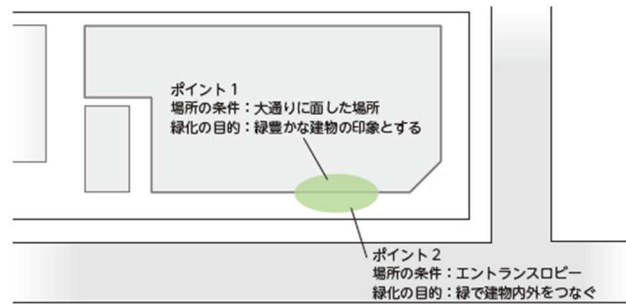 ポイント1
場所の条件：大通りに面した場所
緑化の目的：緑豊かな建物の印象とする
ポイント2
場所の条件：エントランスロビー
緑化の目的：緑で建物内外をつなぐ